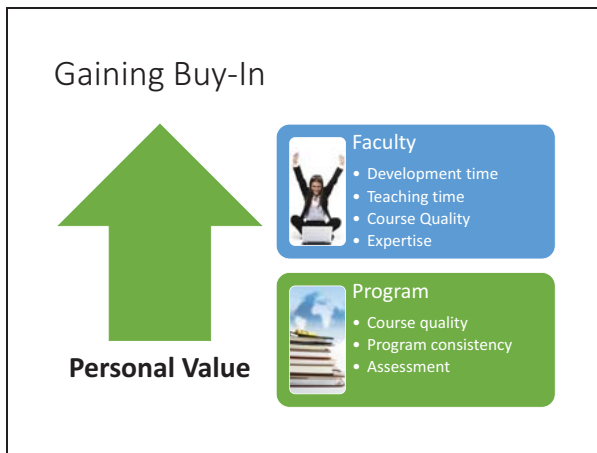 Gaining Buy-In
Personal Value
Faculty
• Development time
• Teaching time
• Course Quality
• Expertise
Program
• Course quality
• Program consistency
• Assessment